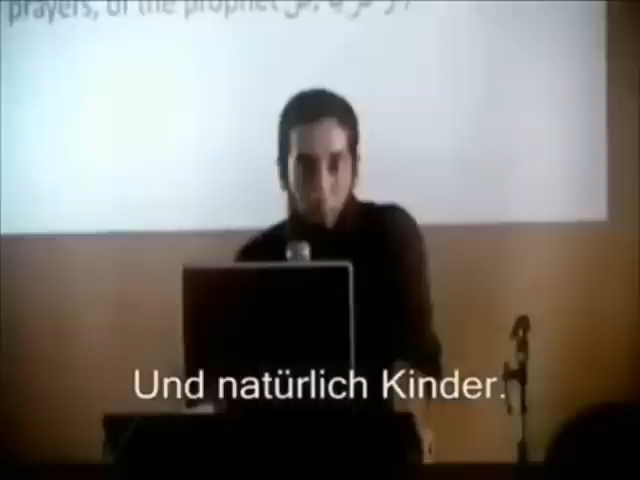 prayers, of the prophet
Und natürlich Kinder.